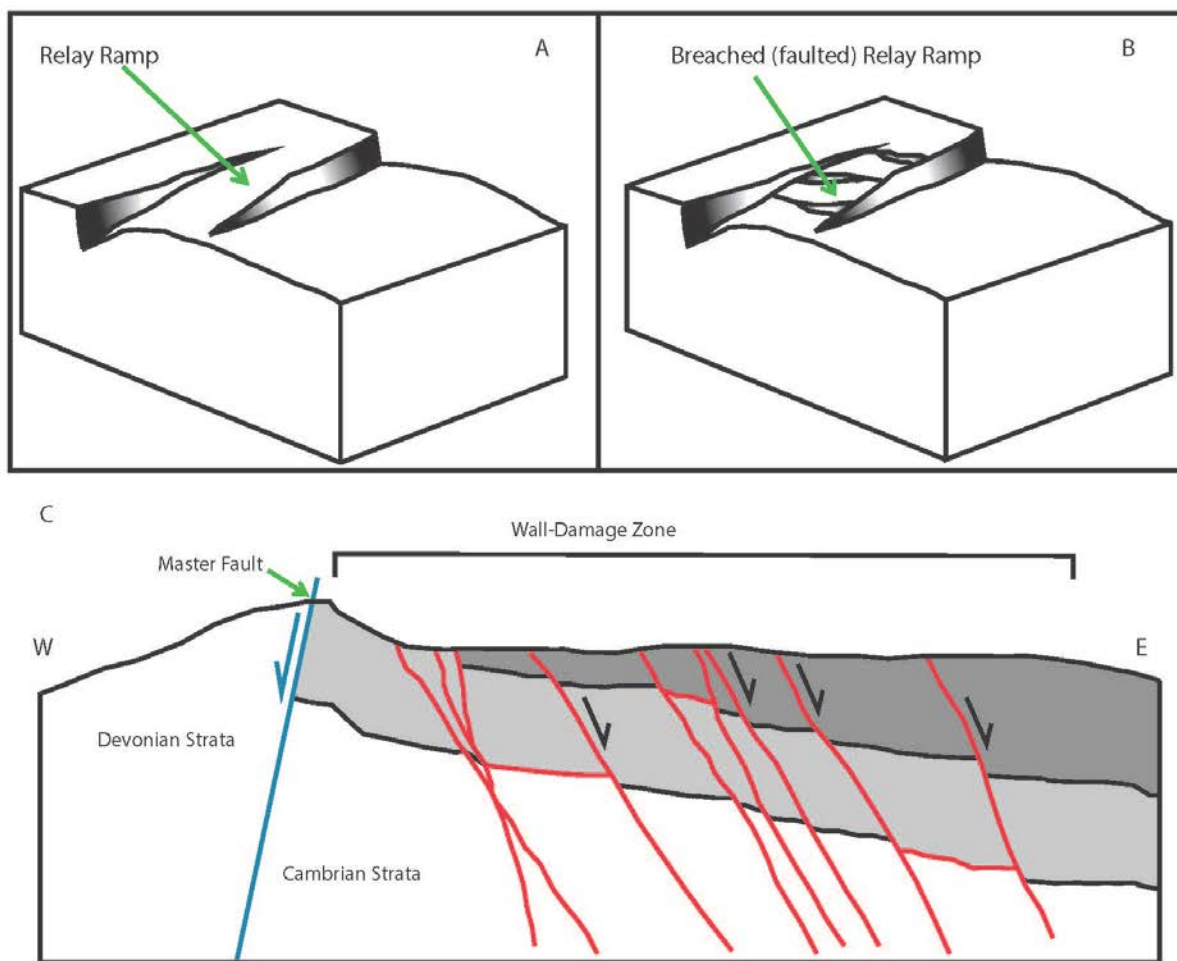 Relay Ramp
A
Breached (faulted) Relay Ramp
B
C
Wall-Damage Zone
Master Fault
W
E
Devonian Strata
Cambrian Strata